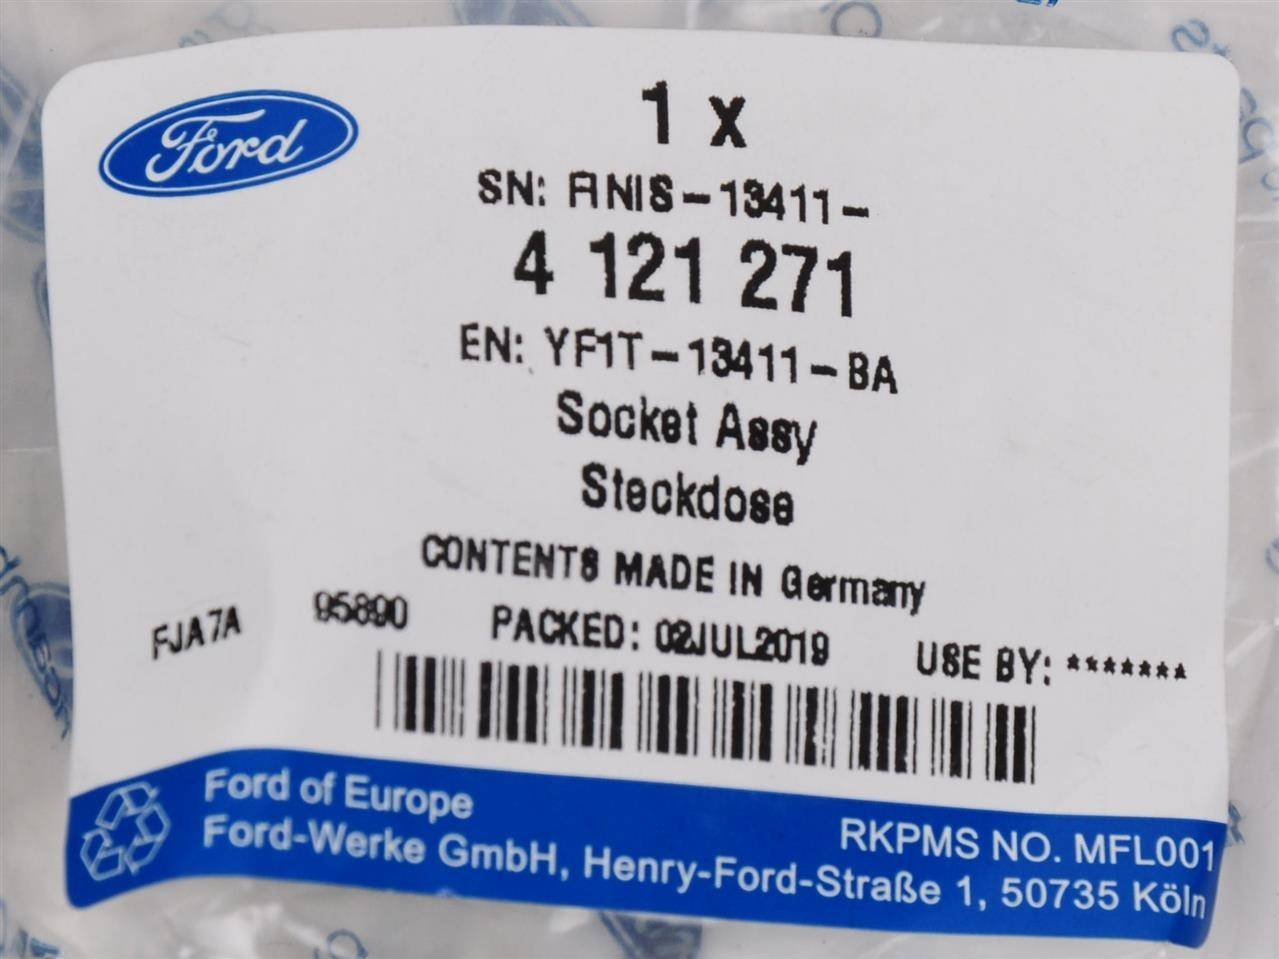 Ford
1 x
SN: FINIS-13411-
4 121 271
EN: YF1T-13411-BA
Socket Assy
Steckdose
CONTENTS MADE IN Germany
FJA7A 95890 PACKED: 02JUL2019 USE BY: *******
Ford of Europe
RKPMS NO. MFL001
Ford-Werke GmbH, Henry-Ford-Straße 1, 50735 Köln